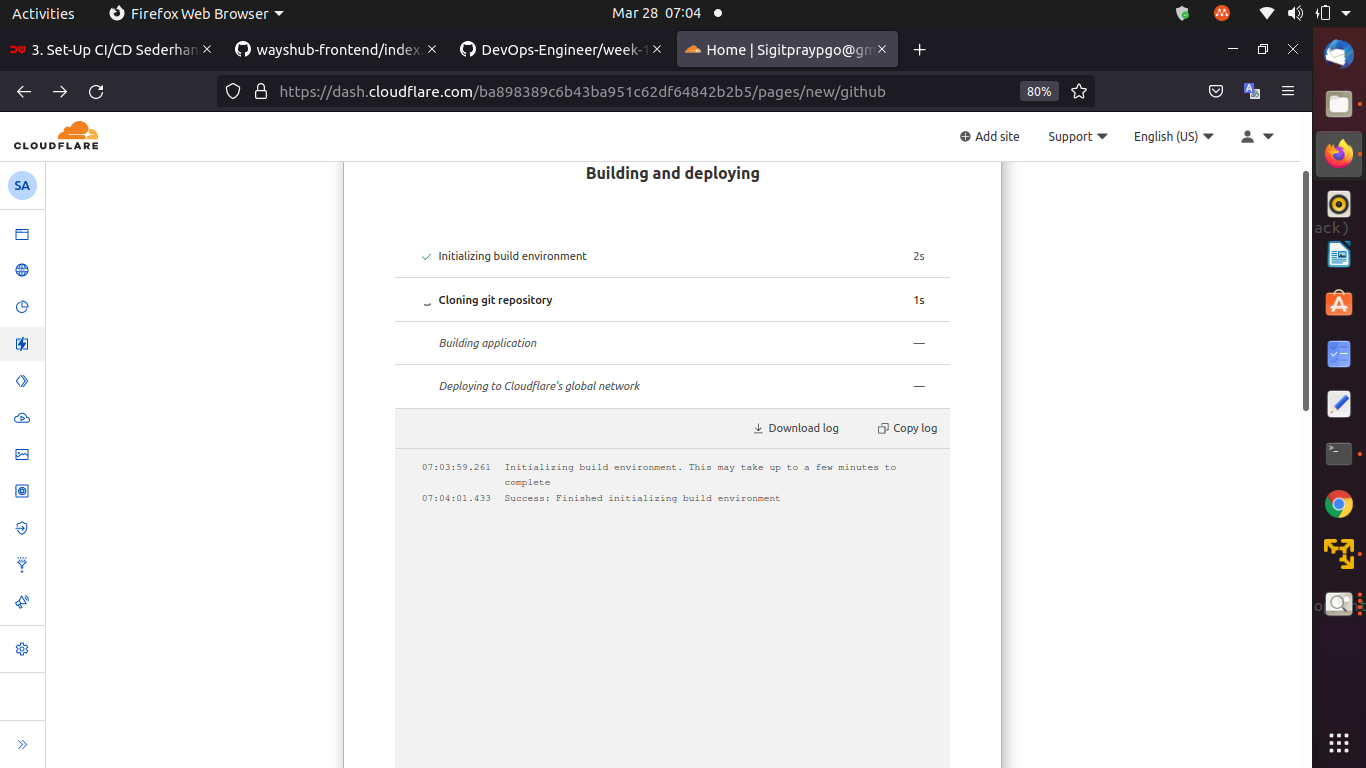 Activities
Firefox Web Browser
Mar 28 07:04
3. Set-Up CI/CD Sederhan
wayshub-frontend/index.
DevOps-Engineer/week-1
Home | Sigitpraypgo@gm
https://dash.cloudflare.com/ba898389c6b43ba951c62df64842b2b5/pages/new/github
80%
CLOUDFLARE
Add site
Support
English (US)
SA
Building and deploying
Initializing build environment 2s
Cloning git repository 1s
Building application —
Deploying to Cloudflare's global network —
Download log
Copy log
07:03:59.261 Initializing build environment. This may take up to a few minutes to
complete
07:04:01.433 Success: Finished initializing build environment
ack)